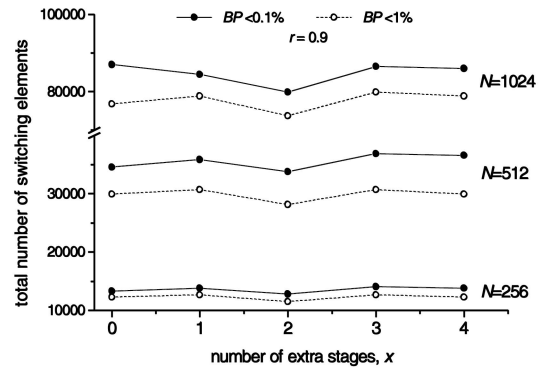 BP<0.1% BP<1%
r = 0.9
total number of switching elements
100000
80000
30000
20000
10000
N=1024
N=512
N=256
0 1 2 3 4
number of extra stages, x